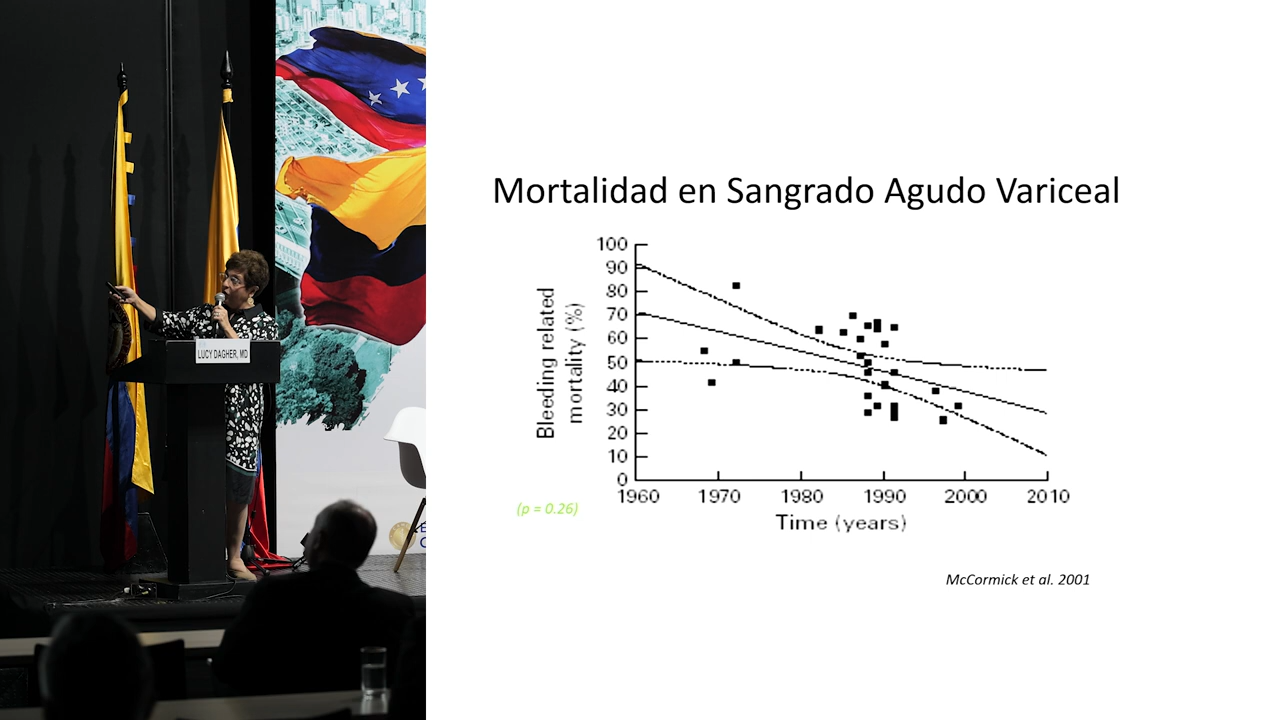 LUCY DAGHER, MD
Mortalidad en Sangrado Agudo Variceal
100
90
80
70
60
50
40
30
20
10
0
Bleeding related
mortality (%)
1960 1970 1980 1990 2000 2010
Time (years)
(p = 0.26)
McCormick et al. 2001